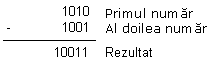 1010 Primul număr
- 1001 Al doilea număr
10011 Rezultat